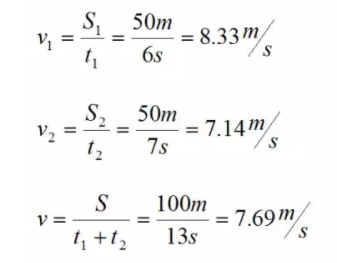 v₁ = S₁/t₁ = 50m/6s = 8.33 m/s
v₂ = S₂/t₂ = 50m/7s = 7.14 m/s
v = S/(t₁ + t₂) = 100m/13s = 7.69 m/s